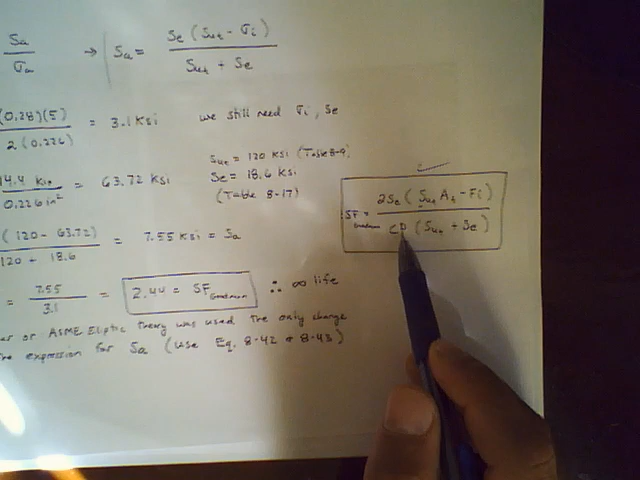 Sa/σa → Sa = Se (Sut - σi) / Sut + Se
(0.28)(5) / 2 (0.226) = 3.1 Ksi we still need σi, Se
Sut = 120 KSi (Table 8-9)
14.4 Kip / 0.226 in² = 63.72 KSi Se = 18.6 KSi
(Table 8-17)
(120 - 63.72) / 120 + 18.6 = 7.55 KSi = Sa
= 7.55 / 3.1 = 2.44 = SF Goodman ∴ ∞ life
er or ASME Eliptic theory was used the only change
the expression for Sa (use Eq. 8-42 or 8-43)
SF Goodman = 2Se (Sut At - Fi) / CP (Sut + Se)